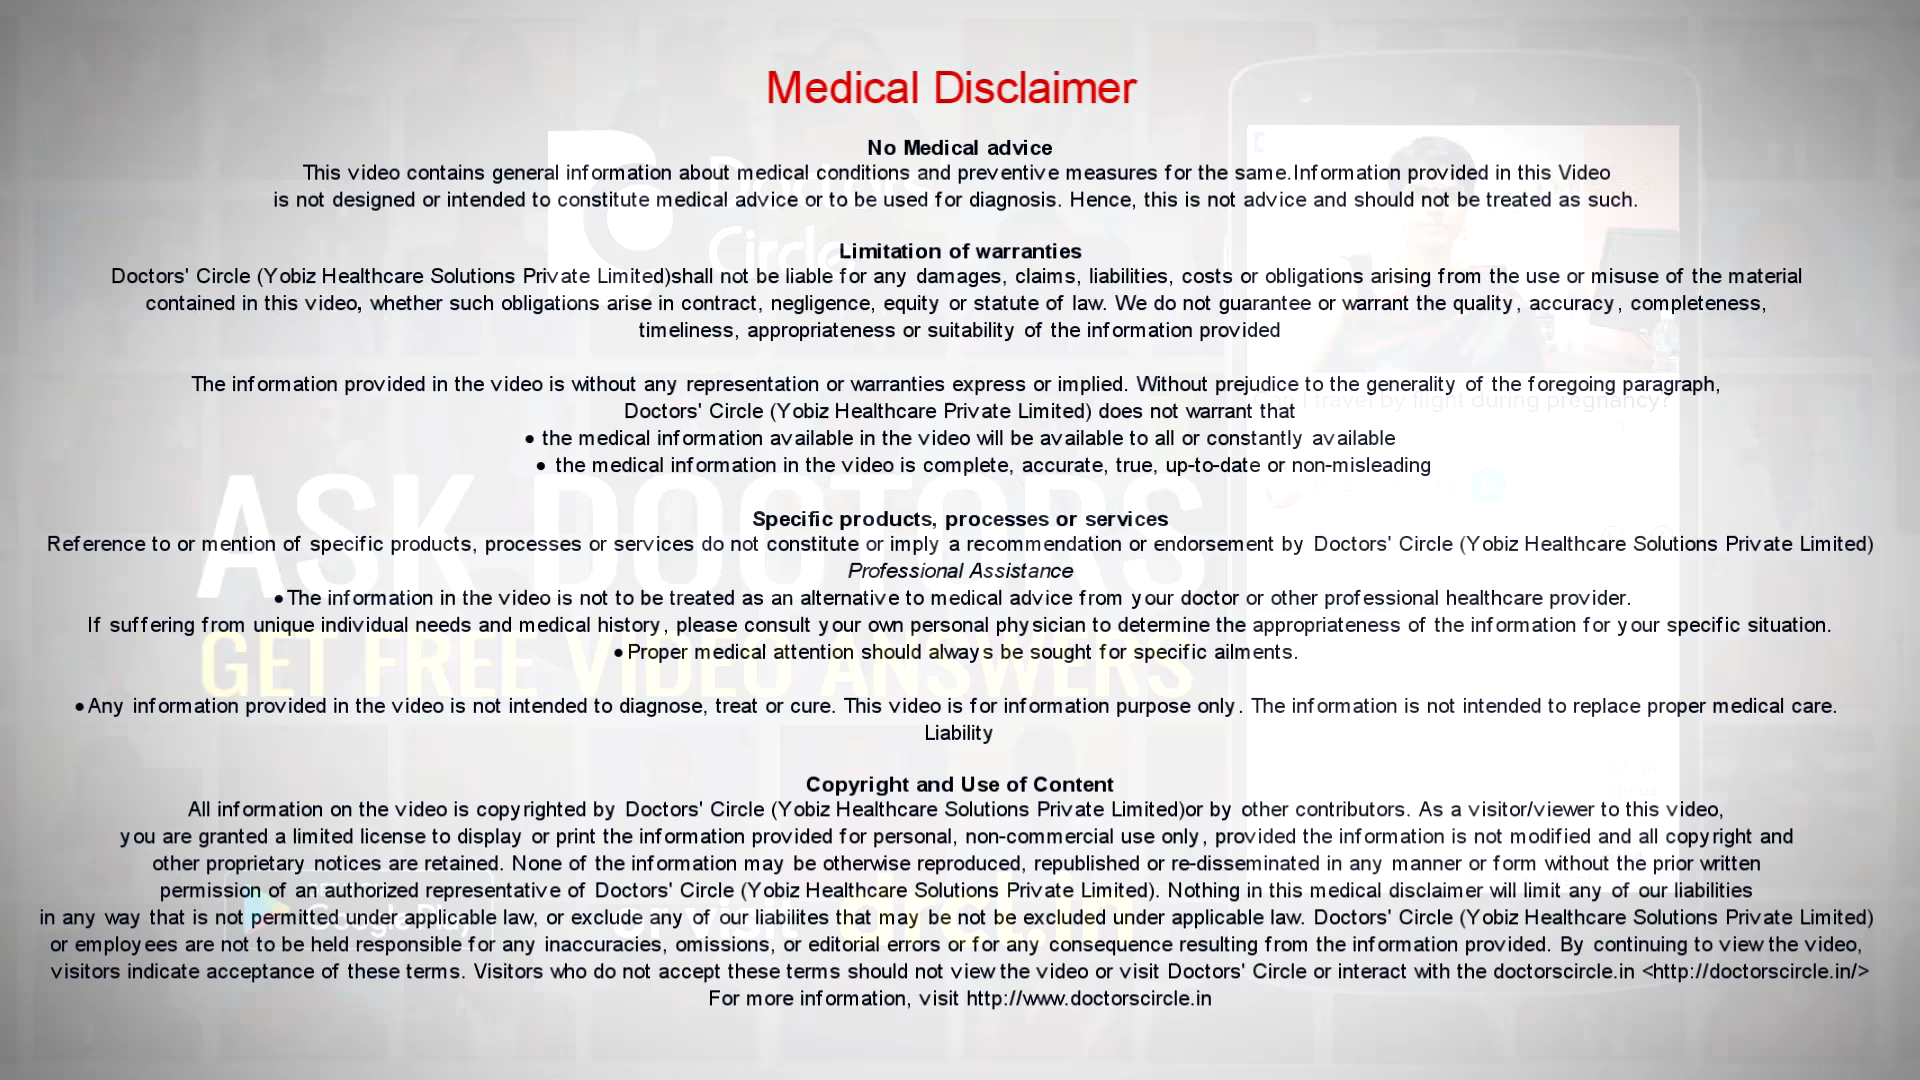 Medical Disclaimer
No Medical advice
This video contains general information about medical conditions and preventive measures for the same.Information provided in this Video
is not designed or intended to constitute medical advice or to be used for diagnosis. Hence, this is not advice and should not be treated as such.
Limitation of warranties
Doctors' Circle (Yobiz Healthcare Solutions Private Limited)shall not be liable for any damages, claims, liabilities, costs or obligations arising from the use or misuse of the material
contained in this video, whether such obligations arise in contract, negligence, equity or statute of law. We do not guarantee or warrant the quality, accuracy, completeness,
timeliness, appropriateness or suitability of the information provided
The information provided in the video is without any representation or warranties express or implied. Without prejudice to the generality of the foregoing paragraph,
Doctors' Circle (Yobiz Healthcare Private Limited) does not warrant that
• the medical information available in the video will be available to all or constantly available
• the medical information in the video is complete, accurate, true, up-to-date or non-misleading
Specific products, processes or services
Reference to or mention of specific products, processes or services do not constitute or imply a recommendation or endorsement by Doctors' Circle (Yobiz Healthcare Solutions Private Limited)
Professional Assistance
•The information in the video is not to be treated as an alternative to medical advice from your doctor or other professional healthcare provider.
If suffering from unique individual needs and medical history, please consult your own personal physician to determine the appropriateness of the information for your specific situation.
•Proper medical attention should always be sought for specific ailments.
•Any information provided in the video is not intended to diagnose, treat or cure. This video is for information purpose only. The information is not intended to replace proper medical care.
Liability
Copyright and Use of Content
All information on the video is copyrighted by Doctors' Circle (Yobiz Healthcare Solutions Private Limited)or by other contributors. As a visitor/viewer to this video,
you are granted a limited license to display or print the information provided for personal, non-commercial use only, provided the information is not modified and all copyright and
other proprietary notices are retained. None of the information may be otherwise reproduced, republished or re-disseminated in any manner or form without the prior written
permission of an authorized representative of Doctors' Circle (Yobiz Healthcare Solutions Private Limited). Nothing in this medical disclaimer will limit any of our liabilities
in any way that is not permitted under applicable law, or exclude any of our liabilites that may be not be excluded under applicable law. Doctors' Circle (Yobiz Healthcare Solutions Private Limited)
or employees are not to be held responsible for any inaccuracies, omissions, or editorial errors or for any consequence resulting from the information provided. By continuing to view the video,
visitors indicate acceptance of these terms. Visitors who do not accept these terms should not view the video or visit Doctors' Circle or interact with the doctorscircle.in <http://doctorscircle.in/>
For more information, visit http://www.doctorscircle.in
Doctors'
Circle
Can I travel by flight during pregnancy?
ASK DOCTORS
GET FREE VIDEO ANSWERS
Google Play
or visit drcl.in